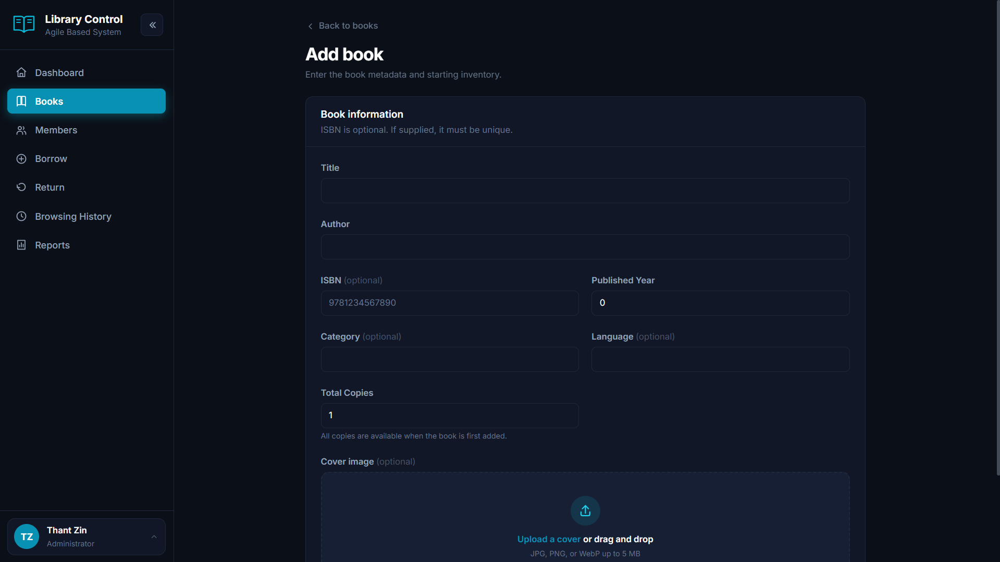 Library Control
Agile Based System
Dashboard
Books
Members
Borrow
Return
Browsing History
Reports
TZ
Thant Zin
Administrator
Back to books
Add book
Enter the book metadata and starting inventory.
Book information
ISBN is optional. If supplied, it must be unique.
Title
Author
ISBN (optional)
Published Year
9781234567890
0
Category (optional)
Language (optional)
Total Copies
1
All copies are available when the book is first added.
Cover image (optional)
Upload a cover or drag and drop
JPG, PNG, or WebP up to 5 MB